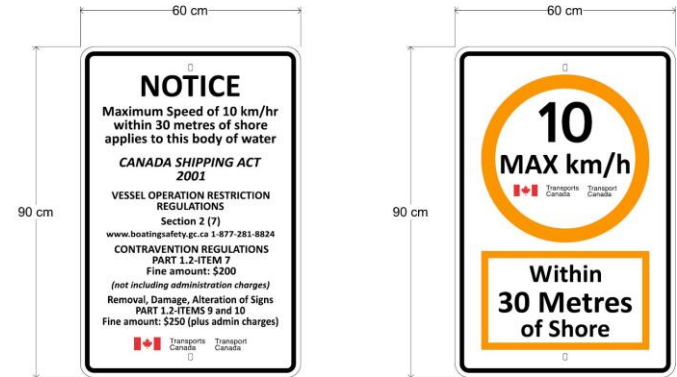 60 cm
90 cm
NOTICE
Maximum Speed of 10 km/hr
within 30 metres of shore
applies to this body of water
CANADA SHIPPING ACT
2001
VESSEL OPERATION RESTRICTION
REGULATIONS
Section 2 (7)
www.boatingsafety.gc.ca 1-877-281-8824
CONTRAVENTION REGULATIONS
PART 1.2-ITEM 7
Fine amount: $200
(not including administration charges)
Removal, Damage, Alteration of Signs
PART 1.2-ITEMS 9 and 10
Fine amount: $250 (plus admin charges)
Transports Transport
Canada Canada
60 cm
90 cm
10
MAX km/h
Transports Transport
Canada Canada
Within
30 Metres
of Shore